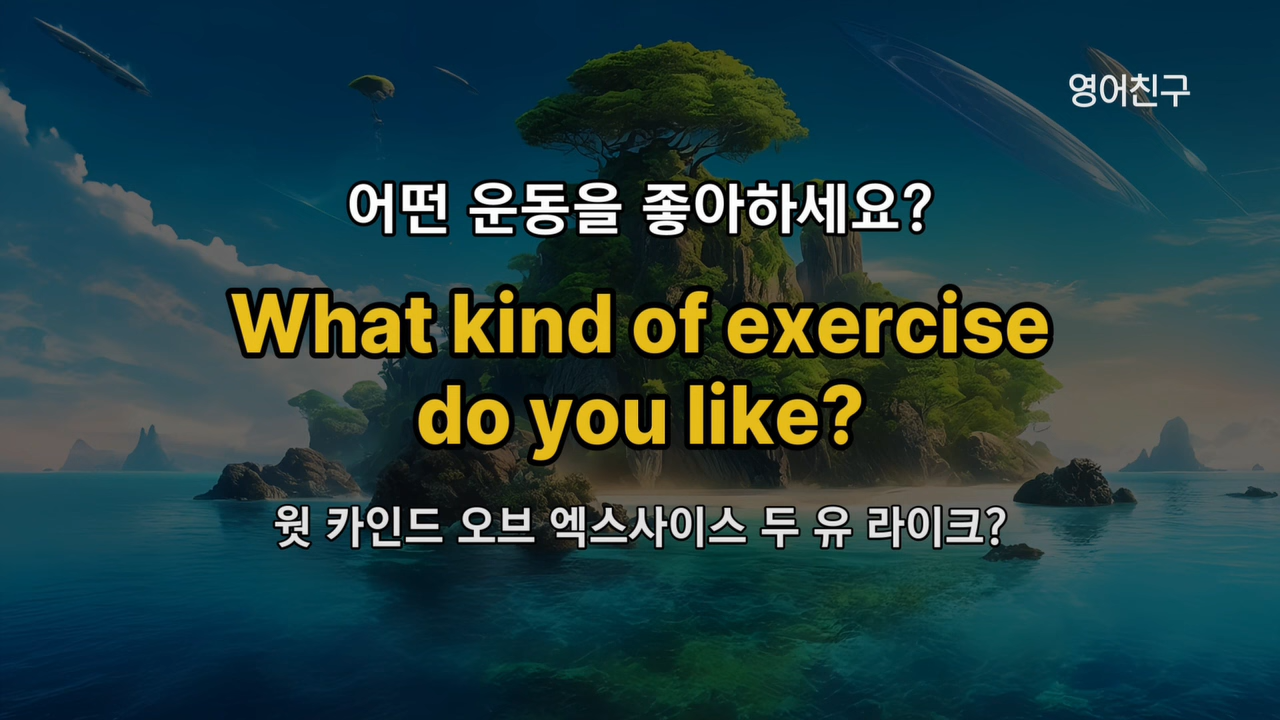 영어친구
어떤 운동을 좋아하세요?
What kind of exercise
do you like?
웟 카인드 오브 엑스사이스 두 유 라이크?